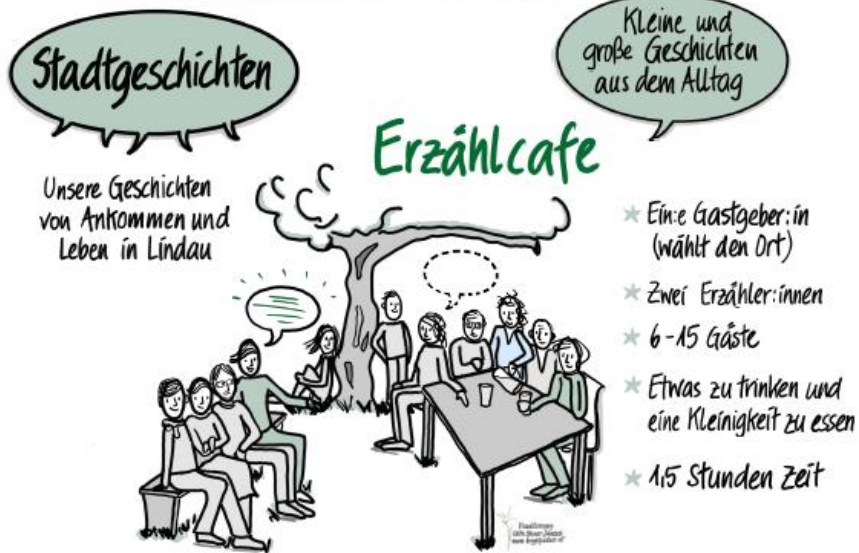 Stadtgeschichten
Unsere Geschichten
von Ankommen und
Leben in Lindau
Erzählcafe
Kleine und
große Geschichten
aus dem Alltag
* Ein:e Gastgeber:in
(wählt den Ort)
* Zwei Erzähler:innen
* 6-15 Gäste
* Etwas zu trinken und
eine Kleinigkeit zu essen
* 1,5 Stunden Zeit